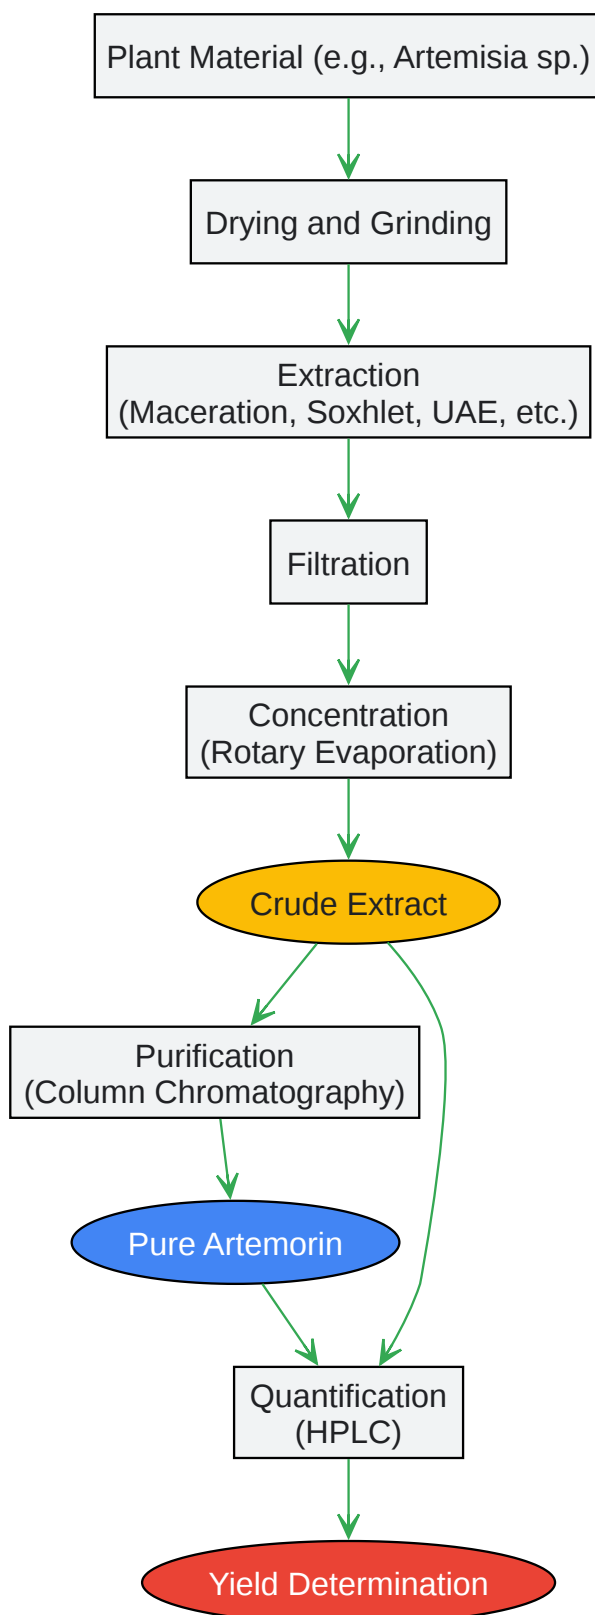 Plant Material (e.g., Artemisia sp.)
Drying and Grinding
Extraction
(Maceration, Soxhlet, UAE, etc.)
Filtration
Concentration
(Rotary Evaporation)
Crude Extract
Purification
(Column Chromatography)
Pure Artemorin
Quantification
(HPLC)
Yield Determination